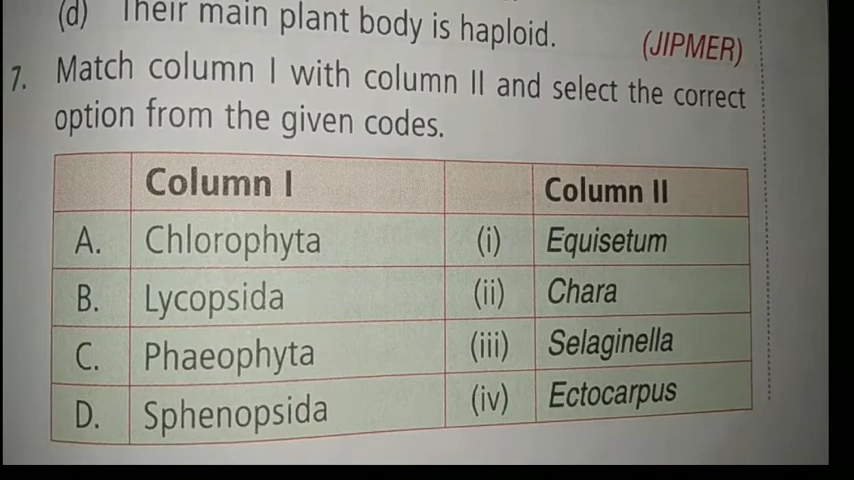 (d) Their main plant body is haploid.
(JIPMER)
7. Match column I with column II and select the correct
option from the given codes.
Column I Column II
A. Chlorophyta (i) Equisetum
B. Lycopsida (ii) Chara
C. Phaeophyta (iii) Selaginella
D. Sphenopsida (iv) Ectocarpus